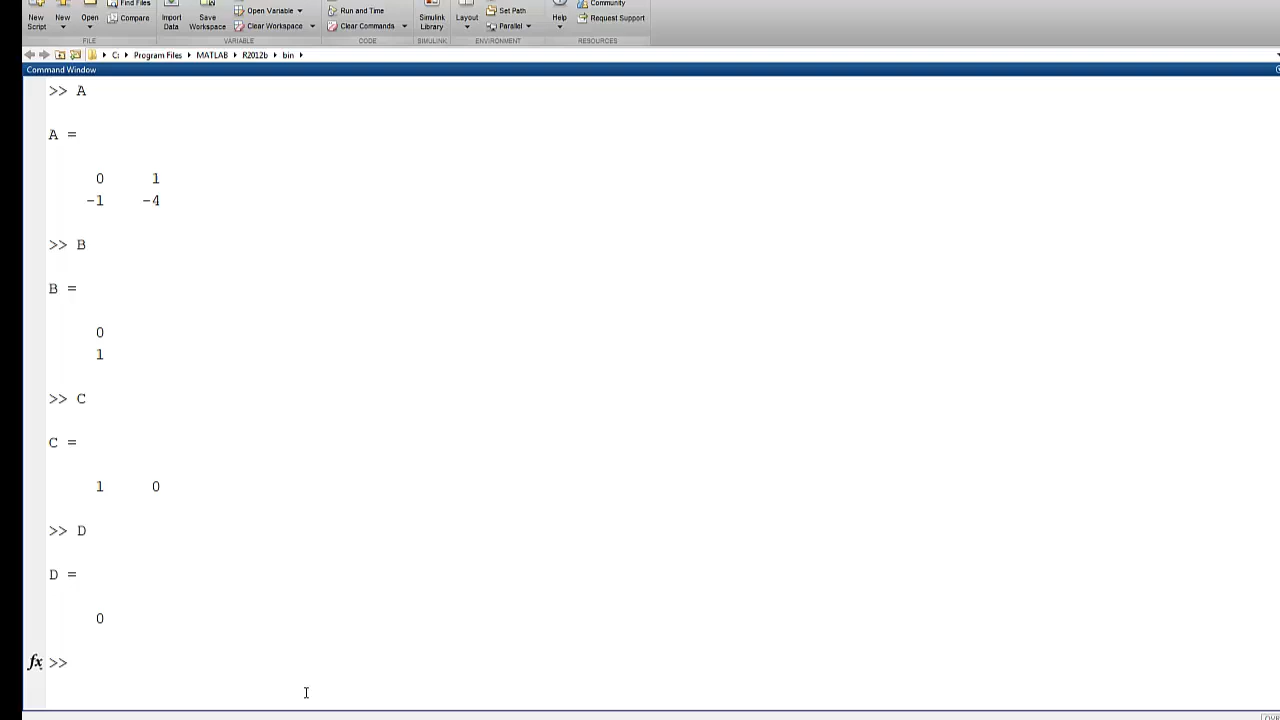 New Script
New
Open
Find Files
Compare
Import Data
Save Workspace
Open Variable
Clear Workspace
Run and Time
Clear Commands
Simulink Library
Layout
Set Path
Parallel
Help
Community
Request Support
FILE
VARIABLE
CODE
SIMULINK
ENVIRONMENT
RESOURCES
C: Program Files MATLAB R2012b bin
Command Window
>> A
A =
0 1
-1 -4
>> B
B =
0
1
>> C
C =
1 0
>> D
D =
0
fx >>